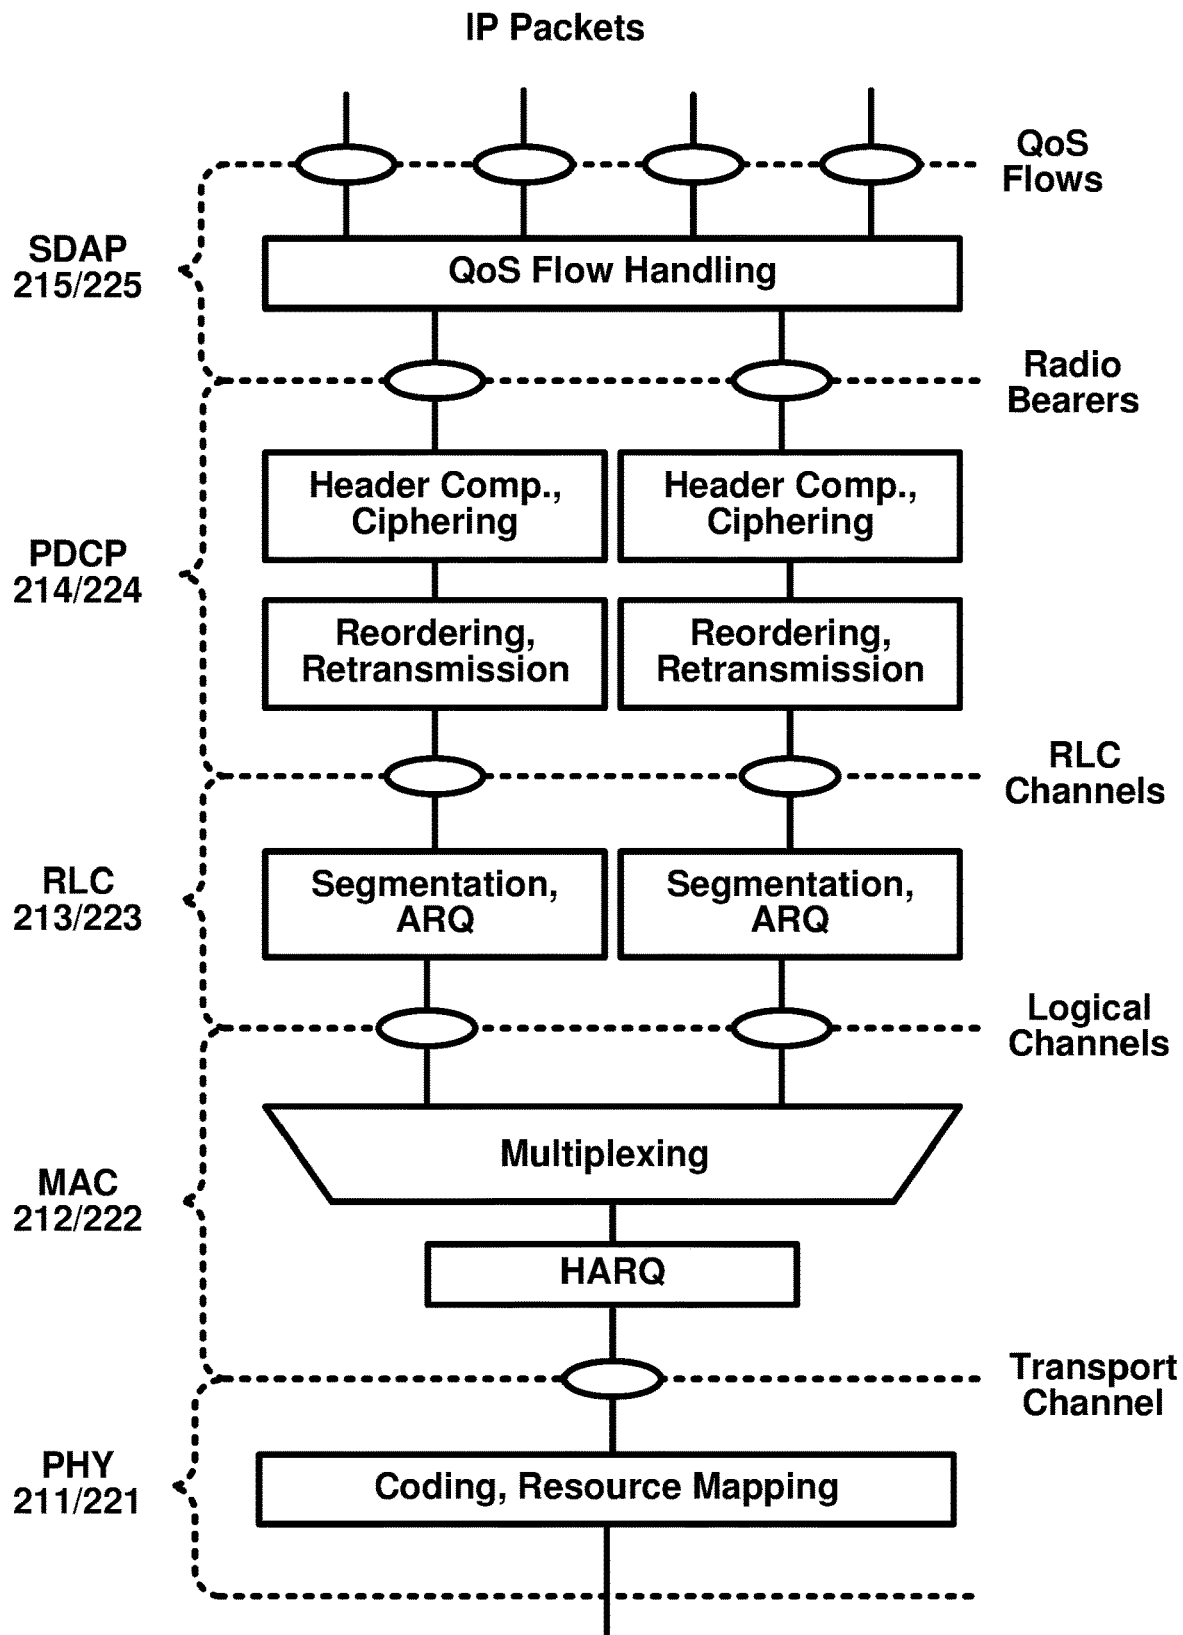 IP Packets
QoS
Flows
SDAP
215/225
QoS Flow Handling
Radio
Bearers
Header Comp.,
Ciphering
Header Comp.,
Ciphering
PDCP
214/224
Reordering,
Retransmission
Reordering,
Retransmission
RLC
Channels
RLC
213/223
Segmentation,
ARQ
Segmentation,
ARQ
Logical
Channels
Multiplexing
MAC
212/222
HARQ
Transport
Channel
PHY
211/221
Coding, Resource Mapping